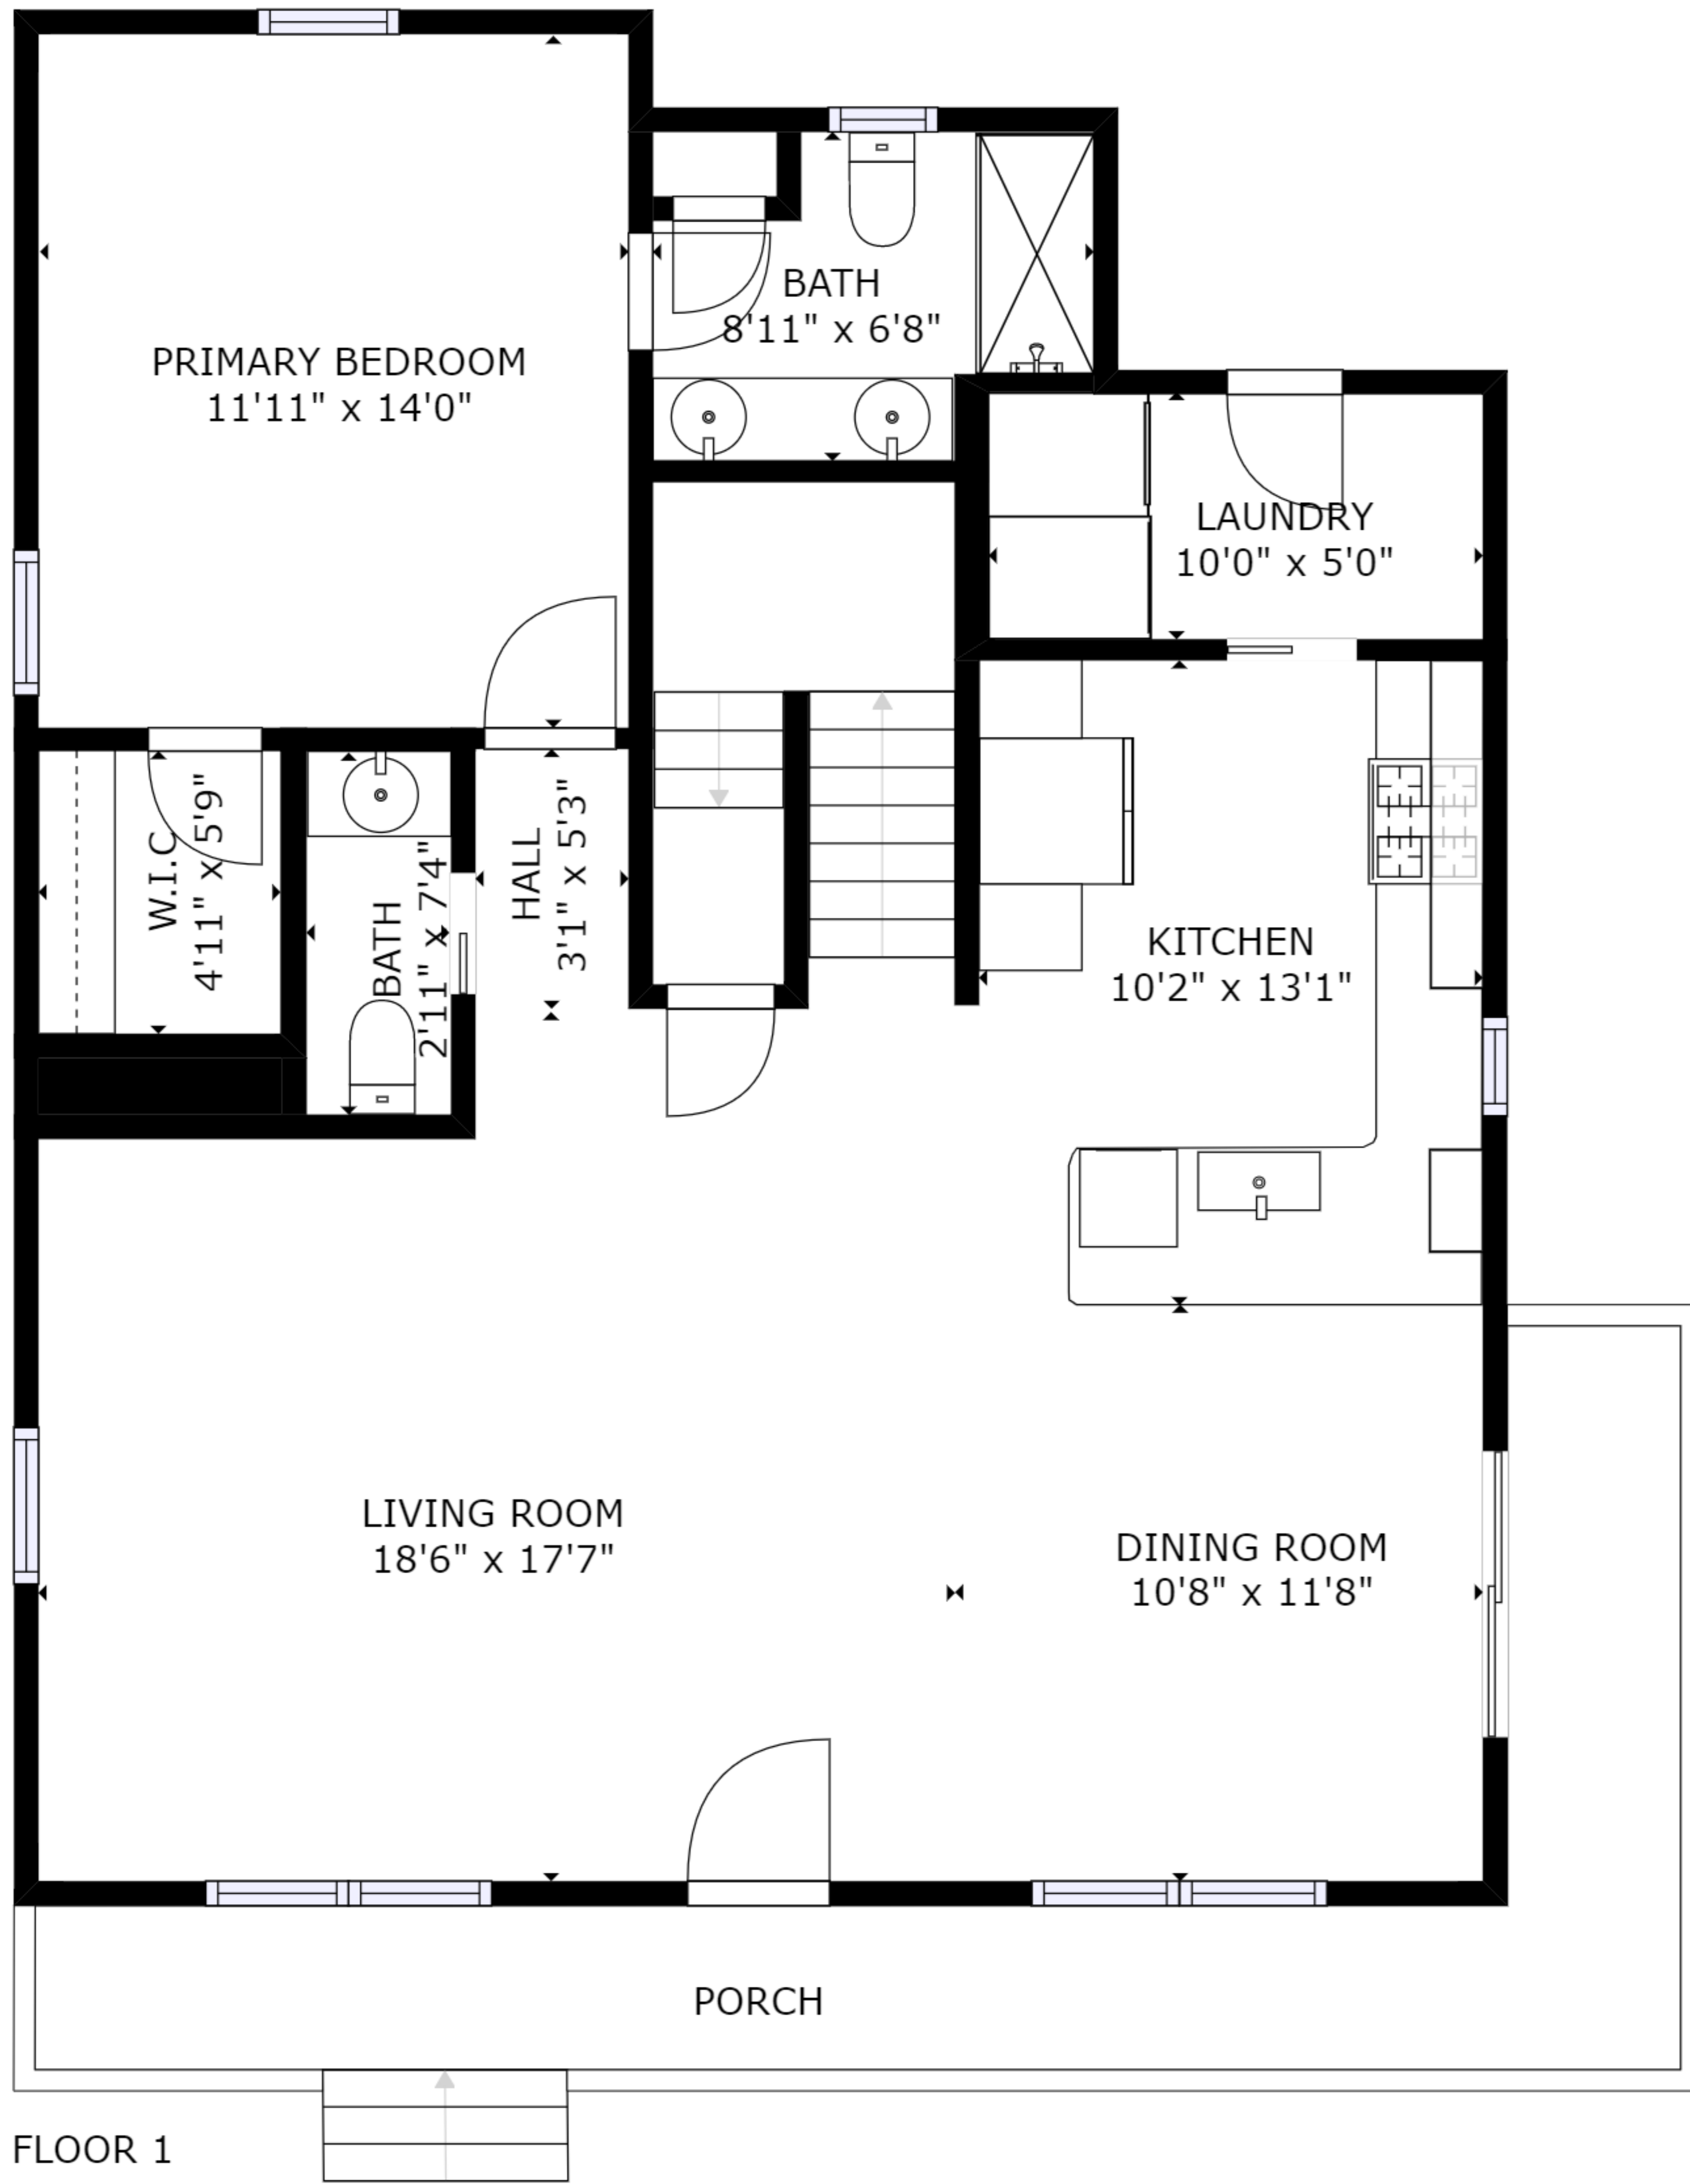 BATH
8'11" x 6'8"
PRIMARY BEDROOM
11'11" x 14'0"
LAUNDRY
10'0" x 5'0"
W.I.C
4'11" x 5'9"
BATH
2'11" x 7'4"
HALL
3'1" x 5'3"
KITCHEN
10'2" x 13'1"
LIVING ROOM
18'6" x 17'7"
DINING ROOM
10'8" x 11'8"
PORCH
FLOOR 1